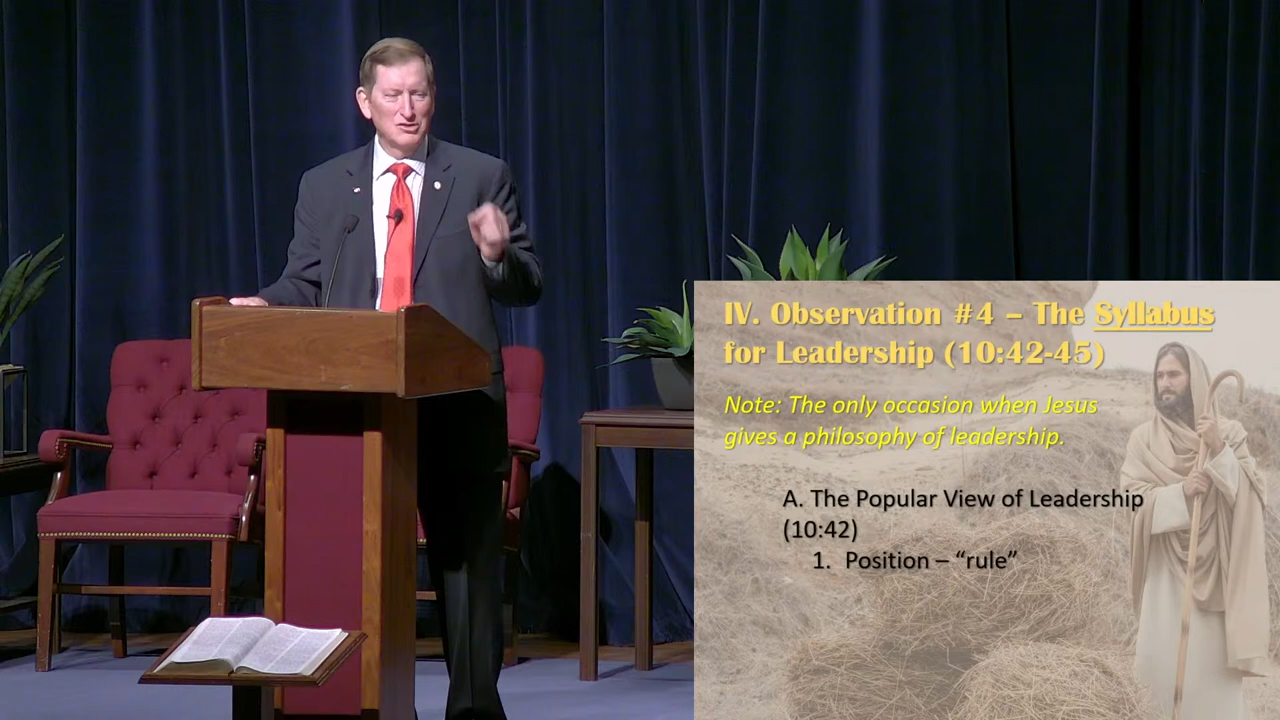 IV. Observation #4 – The Syllabus
for Leadership (10:42-45)
Note: The only occasion when Jesus
gives a philosophy of leadership.
A. The Popular View of Leadership
(10:42)
1. Position – “rule”